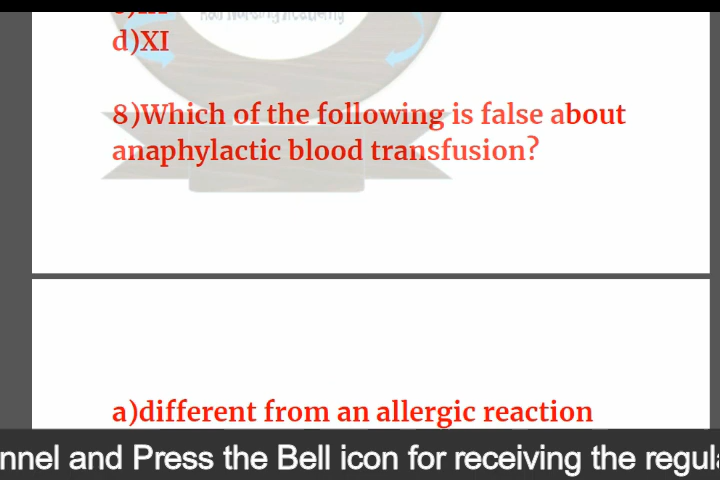 d)XI
8)Which of the following is false about
anaphylactic blood transfusion?
a)different from an allergic reaction
nnel and Press the Bell icon for receiving the regula